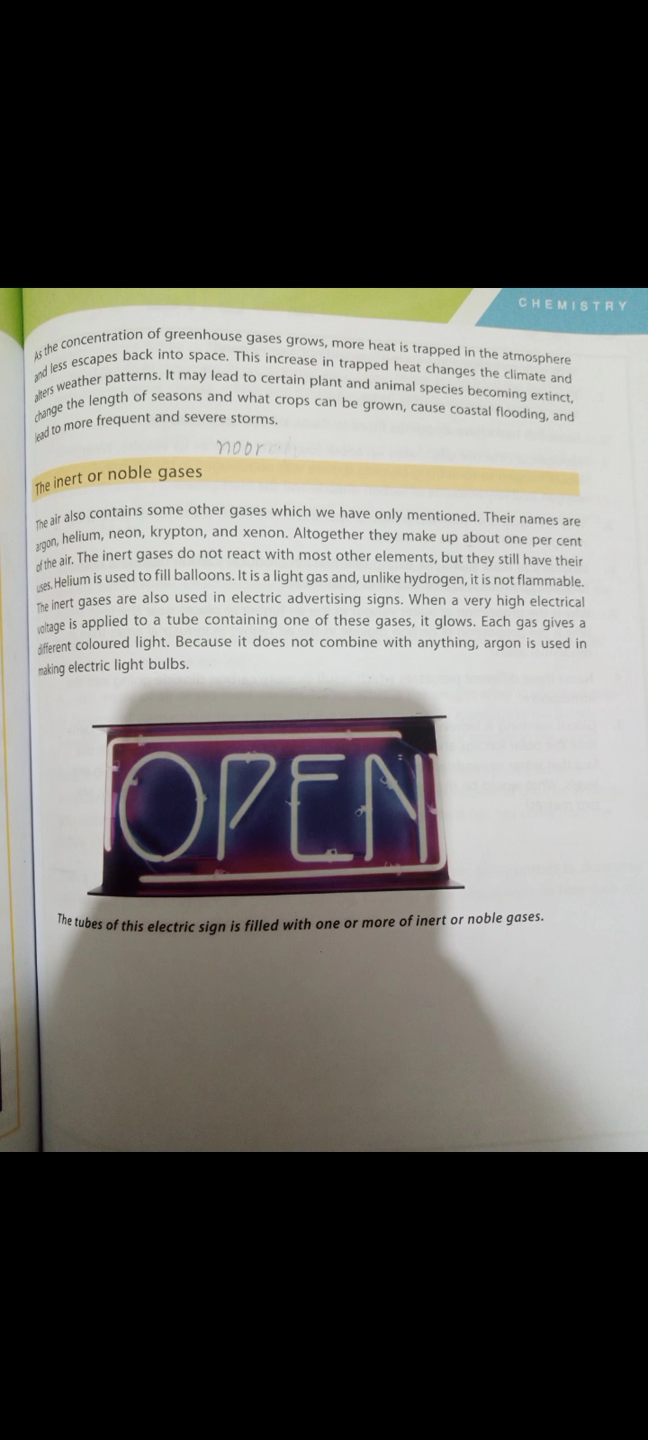 CHEMISTRY
As the concentration of greenhouse gases grows, more heat is trapped in the atmosphere
and less escapes back into space. This increase in trapped heat changes the climate and
alters weather patterns. It may lead to certain plant and animal species becoming extinct,
change the length of seasons and what crops can be grown, cause coastal flooding, and
lead to more frequent and severe storms.
noor
The inert or noble gases
The air also contains some other gases which we have only mentioned. Their names are
argon, helium, neon, krypton, and xenon. Altogether they make up about one per cent
of the air. The inert gases do not react with most other elements, but they still have their
uses. Helium is used to fill balloons. It is a light gas and, unlike hydrogen, it is not flammable.
The inert gases are also used in electric advertising signs. When a very high electrical
voltage is applied to a tube containing one of these gases, it glows. Each gas gives a
different coloured light. Because it does not combine with anything, argon is used in
making electric light bulbs.
OPEN
The tubes of this electric sign is filled with one or more of inert or noble gases.